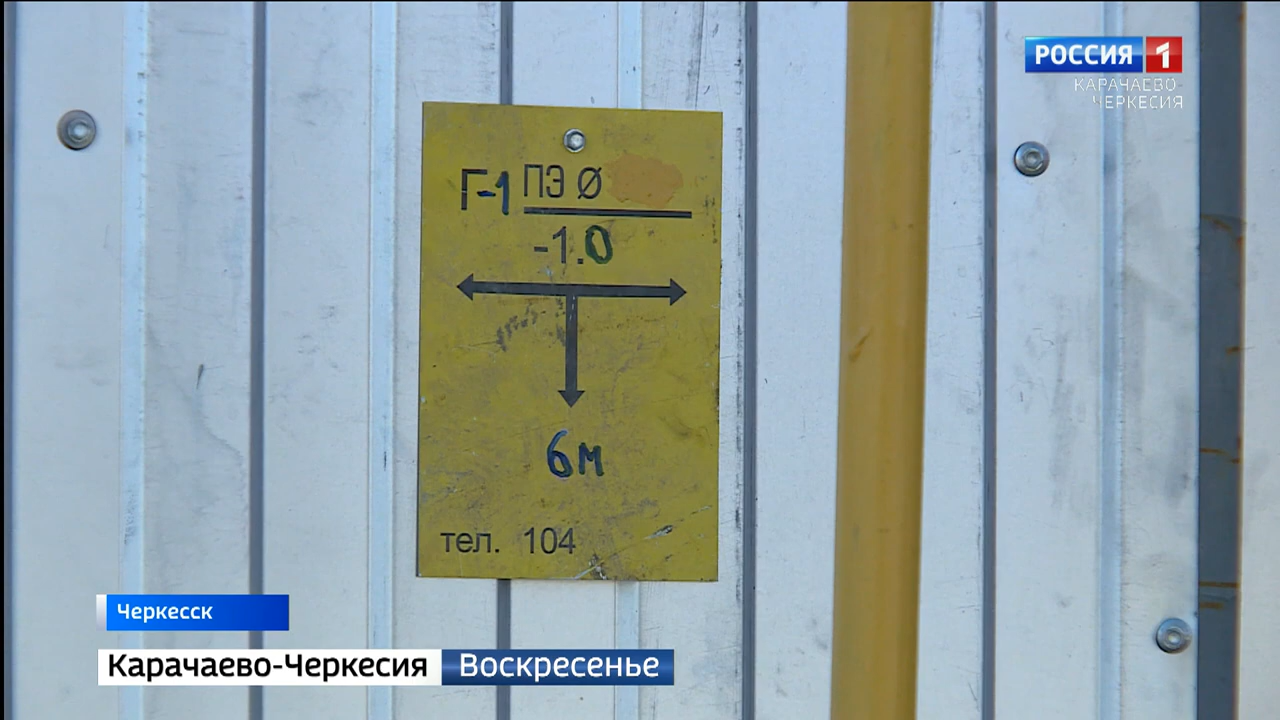 РОССИЯ 1
КАРАЧАЕВО-
ЧЕРКЕСИЯ
Г-1 ПЭ Ø
-1.0
6м
тел. 104
Черкесск
Карачаево-Черкесия Воскресенье